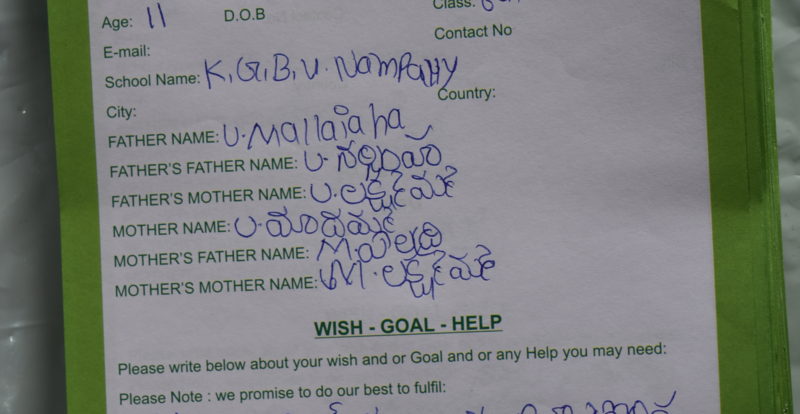 Age: 11 D.O.B Class:
E-mail: Contact No
School Name: K.G.B.V. Nampally
City: Country:
FATHER NAME: U. Mallaiaha
FATHER'S FATHER NAME: U.
FATHER'S MOTHER NAME: U. లక్ష్మమ్మ
MOTHER NAME: U. యాదమ్మ
MOTHER'S FATHER NAME: M.
MOTHER'S MOTHER NAME: M. లక్ష్మమ్మ
WISH - GOAL - HELP
Please write below about your wish and or Goal and or any Help you may need:
Please Note : we promise to do our best to fulfil: